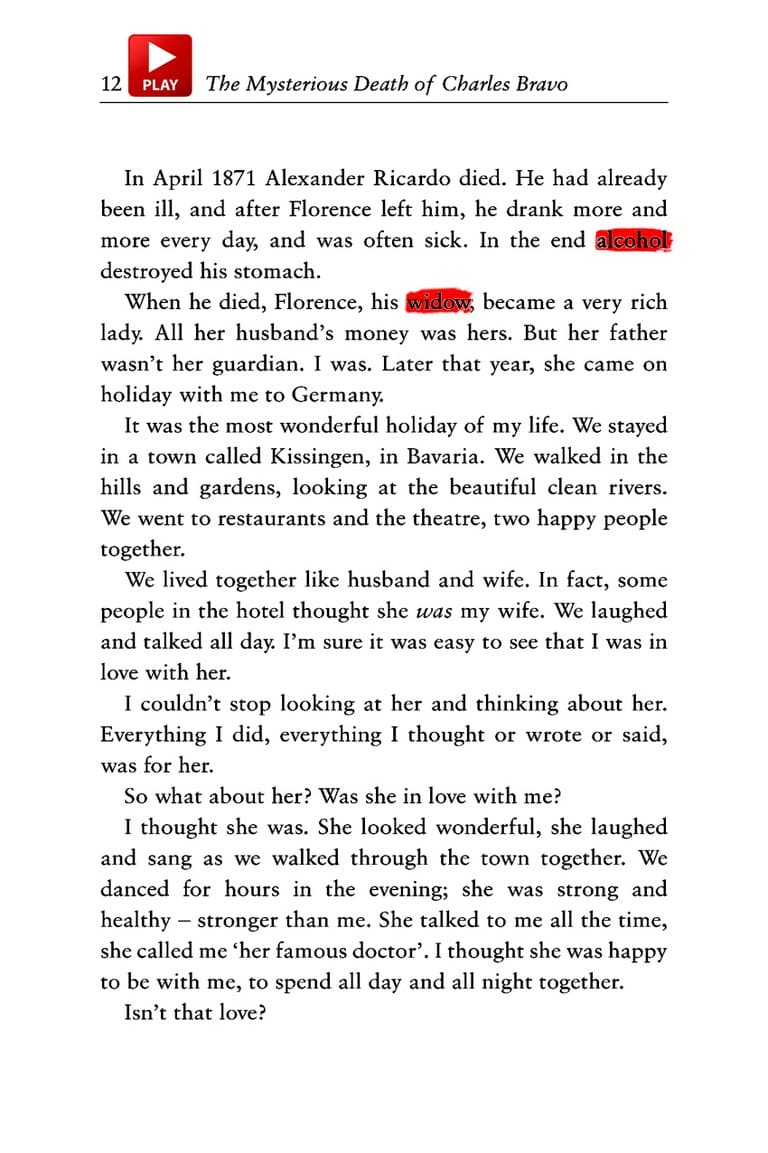 12 PLAY The Mysterious Death of Charles Bravo
In April 1871 Alexander Ricardo died. He had already
been ill, and after Florence left him, he drank more and
more every day, and was often sick. In the end alcohol
destroyed his stomach.
When he died, Florence, his widow, became a very rich
lady. All her husband’s money was hers. But her father
wasn’t her guardian. I was. Later that year, she came on
holiday with me to Germany.
It was the most wonderful holiday of my life. We stayed
in a town called Kissingen, in Bavaria. We walked in the
hills and gardens, looking at the beautiful clean rivers.
We went to restaurants and the theatre, two happy people
together.
We lived together like husband and wife. In fact, some
people in the hotel thought she was my wife. We laughed
and talked all day. I’m sure it was easy to see that I was in
love with her.
I couldn’t stop looking at her and thinking about her.
Everything I did, everything I thought or wrote or said,
was for her.
So what about her? Was she in love with me?
I thought she was. She looked wonderful, she laughed
and sang as we walked through the town together. We
danced for hours in the evening; she was strong and
healthy – stronger than me. She talked to me all the time,
she called me ‘her famous doctor’. I thought she was happy
to be with me, to spend all day and all night together.
Isn’t that love?